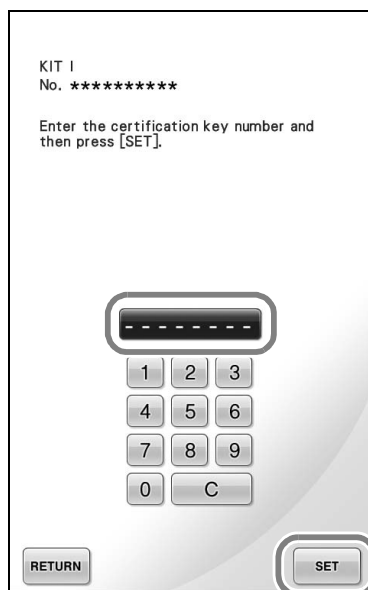 KIT I
No. **********
Enter the certification key number and
then press [SET].
- - - - - - - -
1 2 3
4 5 6
7 8 9
0 C
RETURN SET